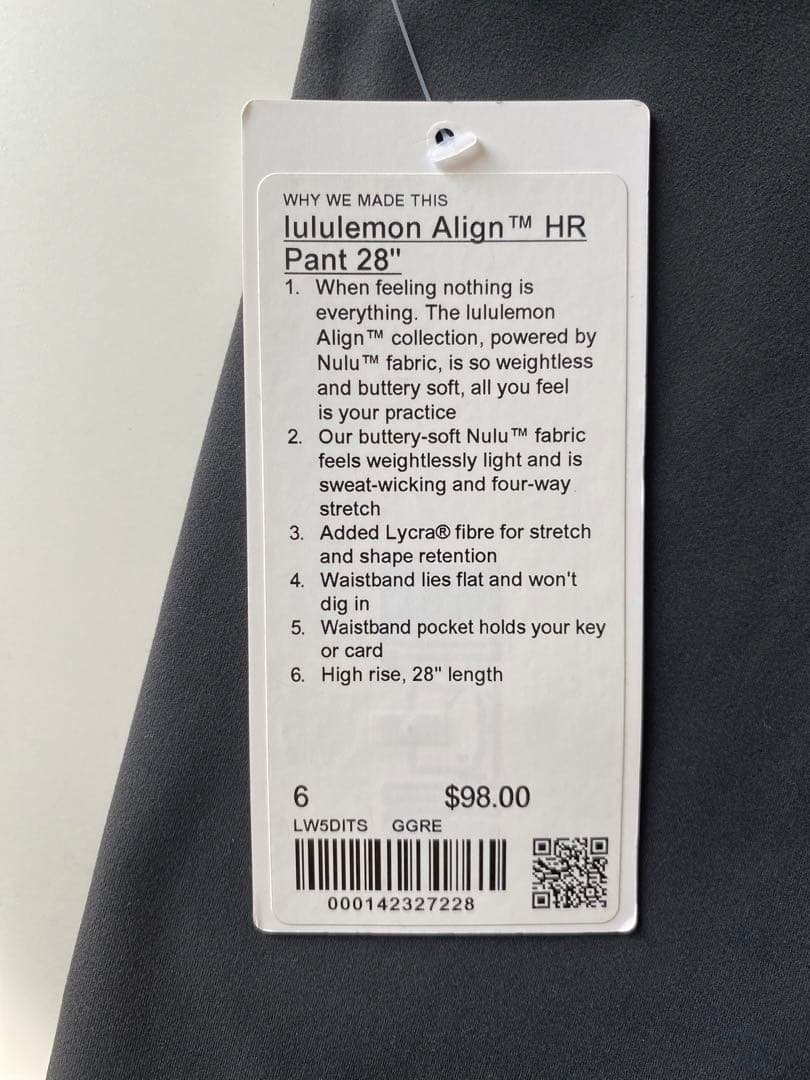 WHY WE MADE THIS
lululemon Align™ HR
Pant 28"
1. When feeling nothing is
everything. The lululemon
Align™ collection, powered by
Nulu™ fabric, is so weightless
and buttery soft, all you feel
is your practice
2. Our buttery-soft Nulu™ fabric
feels weightlessly light and is
sweat-wicking and four-way
stretch
3. Added Lycra® fibre for stretch
and shape retention
4. Waistband lies flat and won't
dig in
5. Waistband pocket holds your key
or card
6. High rise, 28" length
6 $98.00
LW5DITS GGRE
000142327228